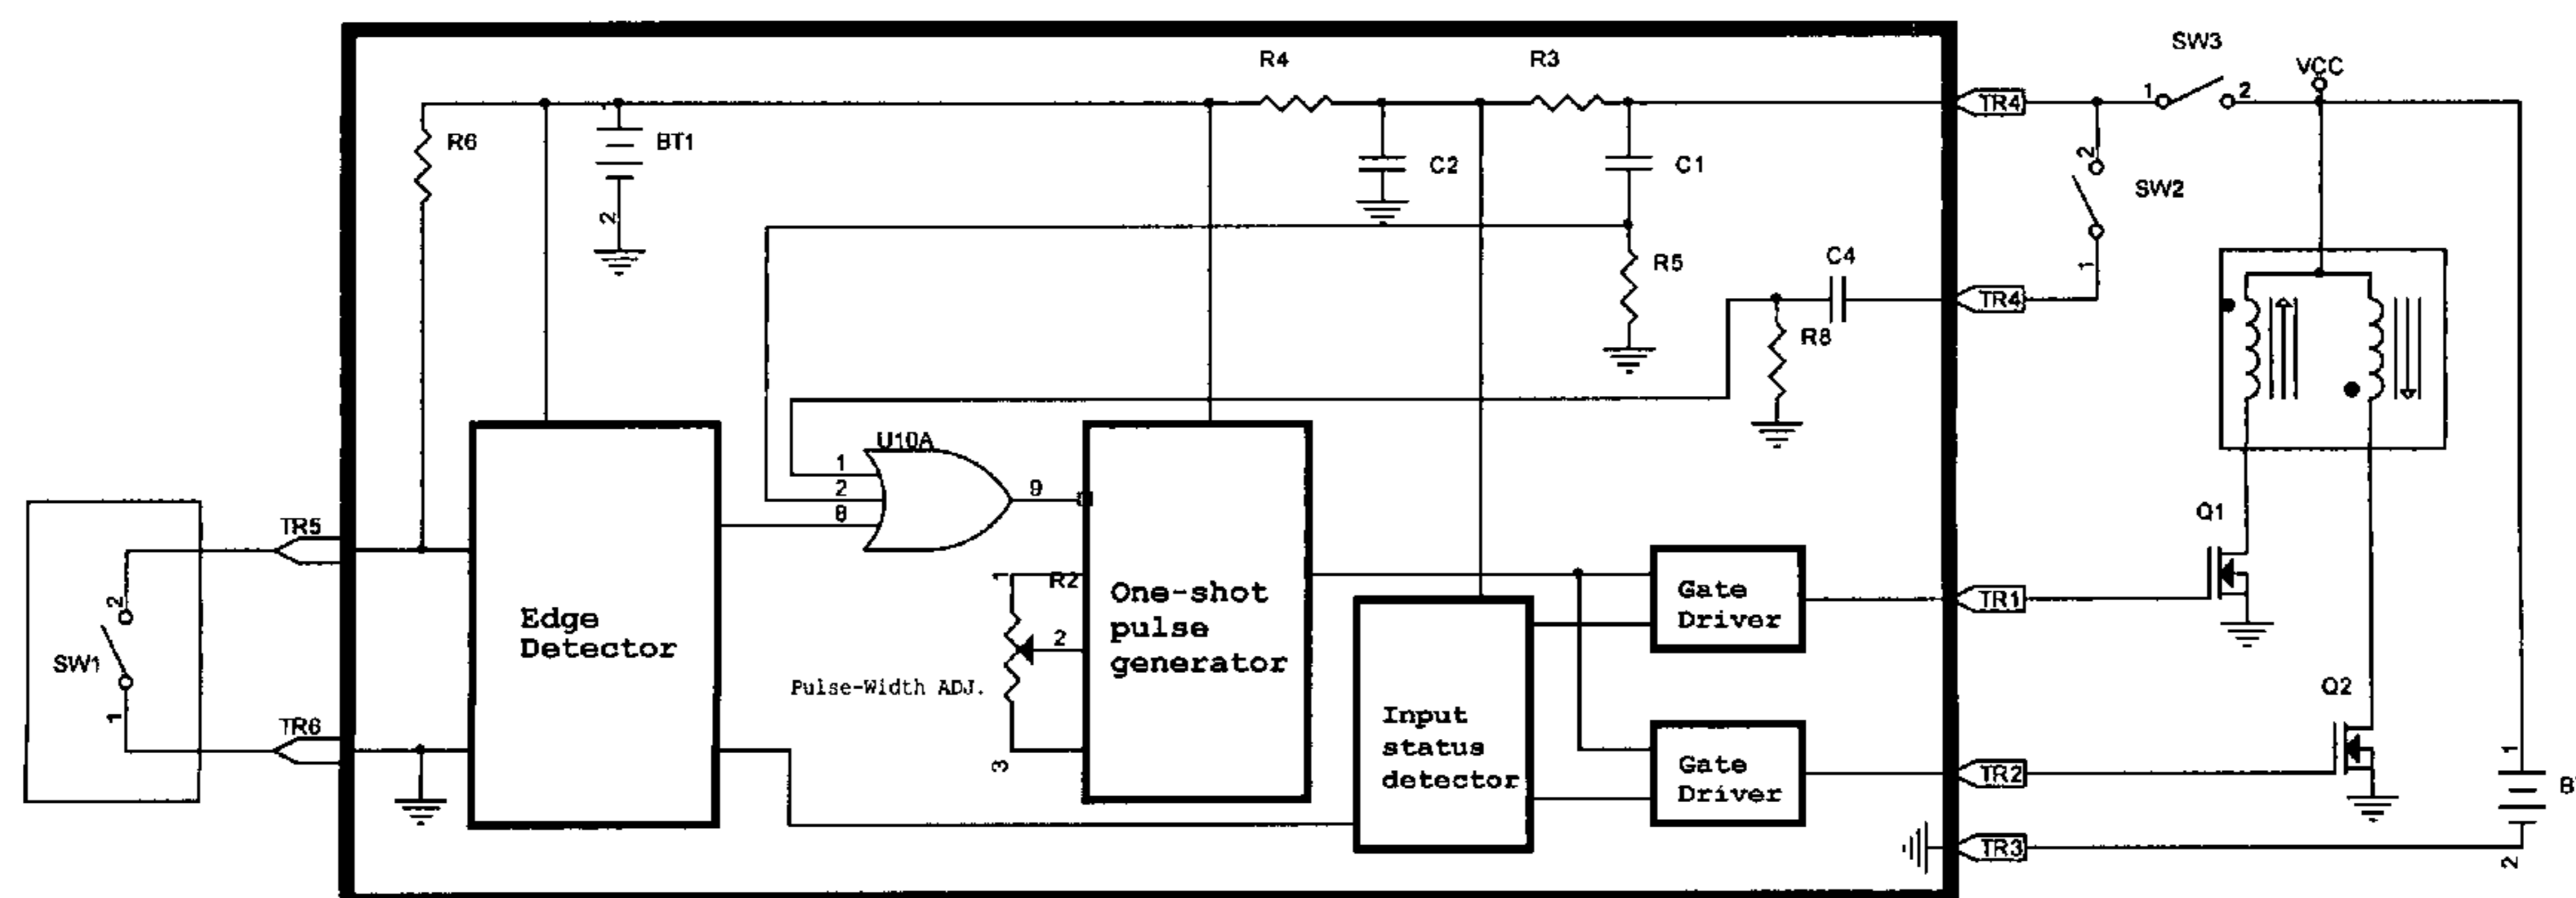 SW3
R4
R3
VCC
1
2
TR4
R6
BT1
C2
C1
2
SW2
2
R5
C4
1
TR4
R8
U10A
1
2
8
9
Q1
TR5
R2
1
One-shot
pulse
generator
Gate
Driver
TR1
Edge
Detector
2
2
SW1
Pulse-Width ADJ.
Q2
1
TR6
Input
status
detector
3
Gate
Driver
TR2
1
B
TR3
2